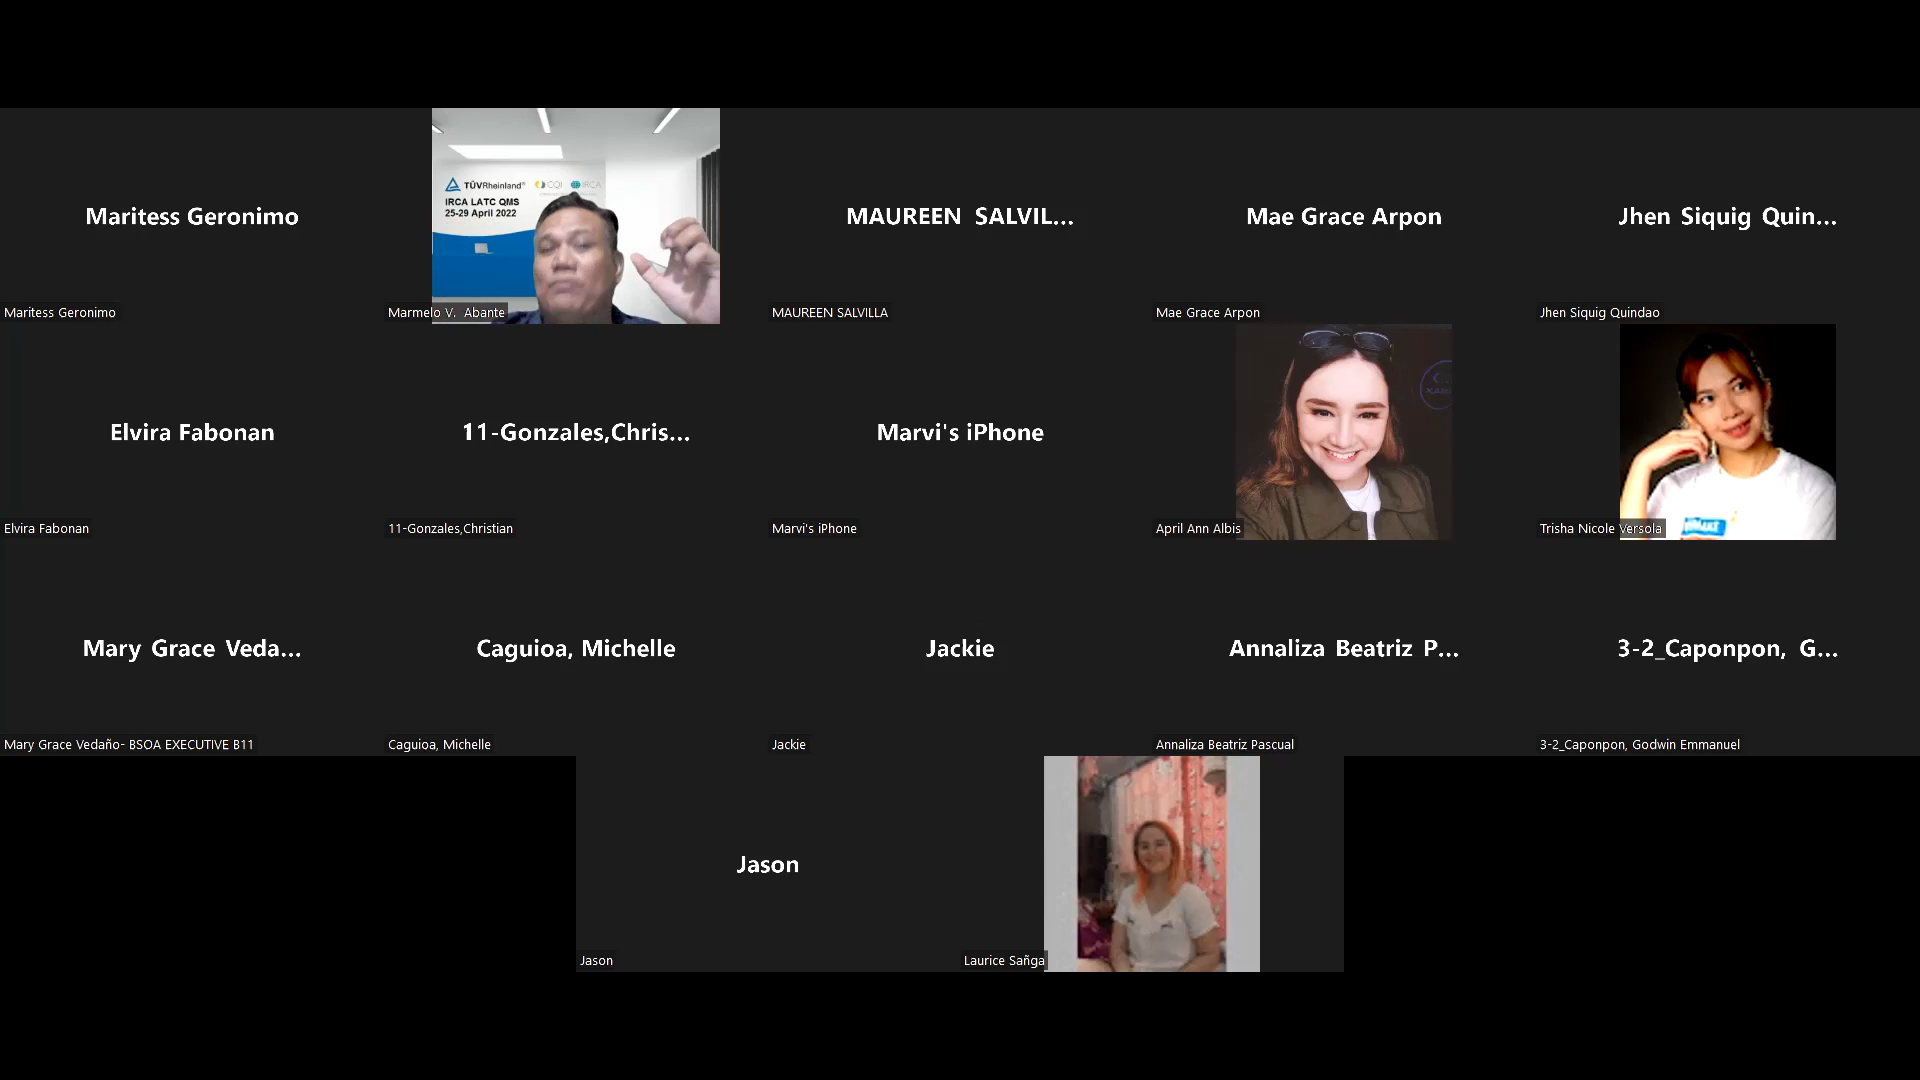 Maritess Geronimo
Maritess Geronimo
TÜVRheinland®
CQI
IRCA
IRCA LATC QMS
25-29 April 2022
Marmelo V. Abante
MAUREEN SALVIL...
MAUREEN SALVILLA
Mae Grace Arpon
Mae Grace Arpon
Jhen Siquig Quin...
Jhen Siquig Quindao
Elvira Fabonan
Elvira Fabonan
11-Gonzales,Chris...
11-Gonzales,Christian
Marvi's iPhone
Marvi's iPhone
April Ann Albis
Trisha Nicole Versola
Mary Grace Veda...
Mary Grace Vedaño- BSOA EXECUTIVE B11
Caguioa, Michelle
Caguioa, Michelle
Jackie
Jackie
Annaliza Beatriz P...
Annaliza Beatriz Pascual
3-2_Caponpon, G...
3-2_Caponpon, Godwin Emmanuel
Jason
Jason
Laurice Sañga